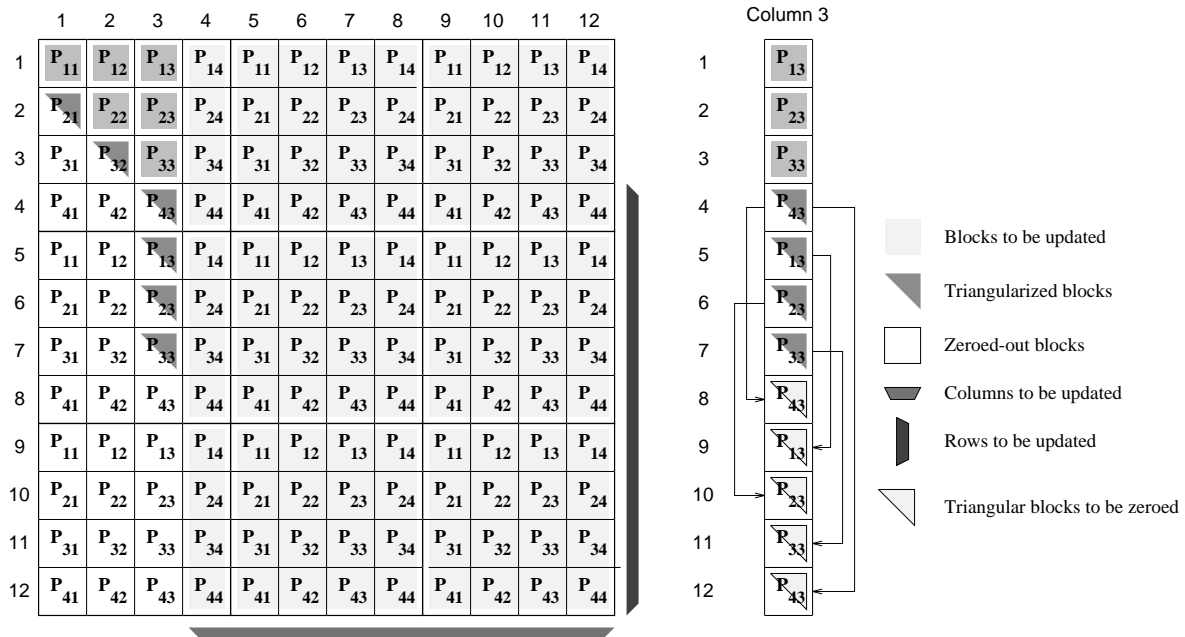 1 2 3 4 5 6 7 8 9 10 11 12
1 P11 P12 P13 P14 P11 P12 P13 P14 P11 P12 P13 P14
2 P21 P22 P23 P24 P21 P22 P23 P24 P21 P22 P23 P24
3 P31 P32 P33 P34 P31 P32 P33 P34 P31 P32 P33 P34
4 P41 P42 P43 P44 P41 P42 P43 P44 P41 P42 P43 P44
5 P11 P12 P13 P14 P11 P12 P13 P14 P11 P12 P13 P14
6 P21 P22 P23 P24 P21 P22 P23 P24 P21 P22 P23 P24
7 P31 P32 P33 P34 P31 P32 P33 P34 P31 P32 P33 P34
8 P41 P42 P43 P44 P41 P42 P43 P44 P41 P42 P43 P44
9 P11 P12 P13 P14 P11 P12 P13 P14 P11 P12 P13 P14
10 P21 P22 P23 P24 P21 P22 P23 P24 P21 P22 P23 P24
11 P31 P32 P33 P34 P31 P32 P33 P34 P31 P32 P33 P34
12 P41 P42 P43 P44 P41 P42 P43 P44 P41 P42 P43 P44
Column 3
1 P13
2 P23
3 P33
4 P43
5 P13
6 P23
7 P33
8 P43
9 P13
10 P23
11 P33
12 P43
Blocks to be updated
Triangularized blocks
Zeroed-out blocks
Columns to be updated
Rows to be updated
Triangular blocks to be zeroed